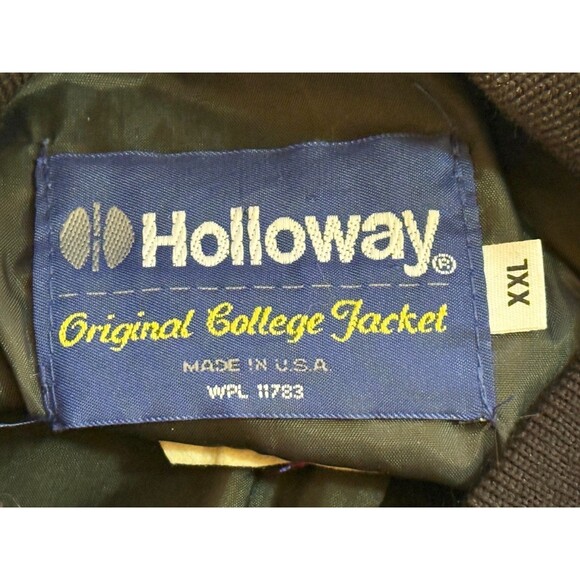 Holloway®
Original College Jacket
MADE IN U.S.A.
WPL 11783
XXL